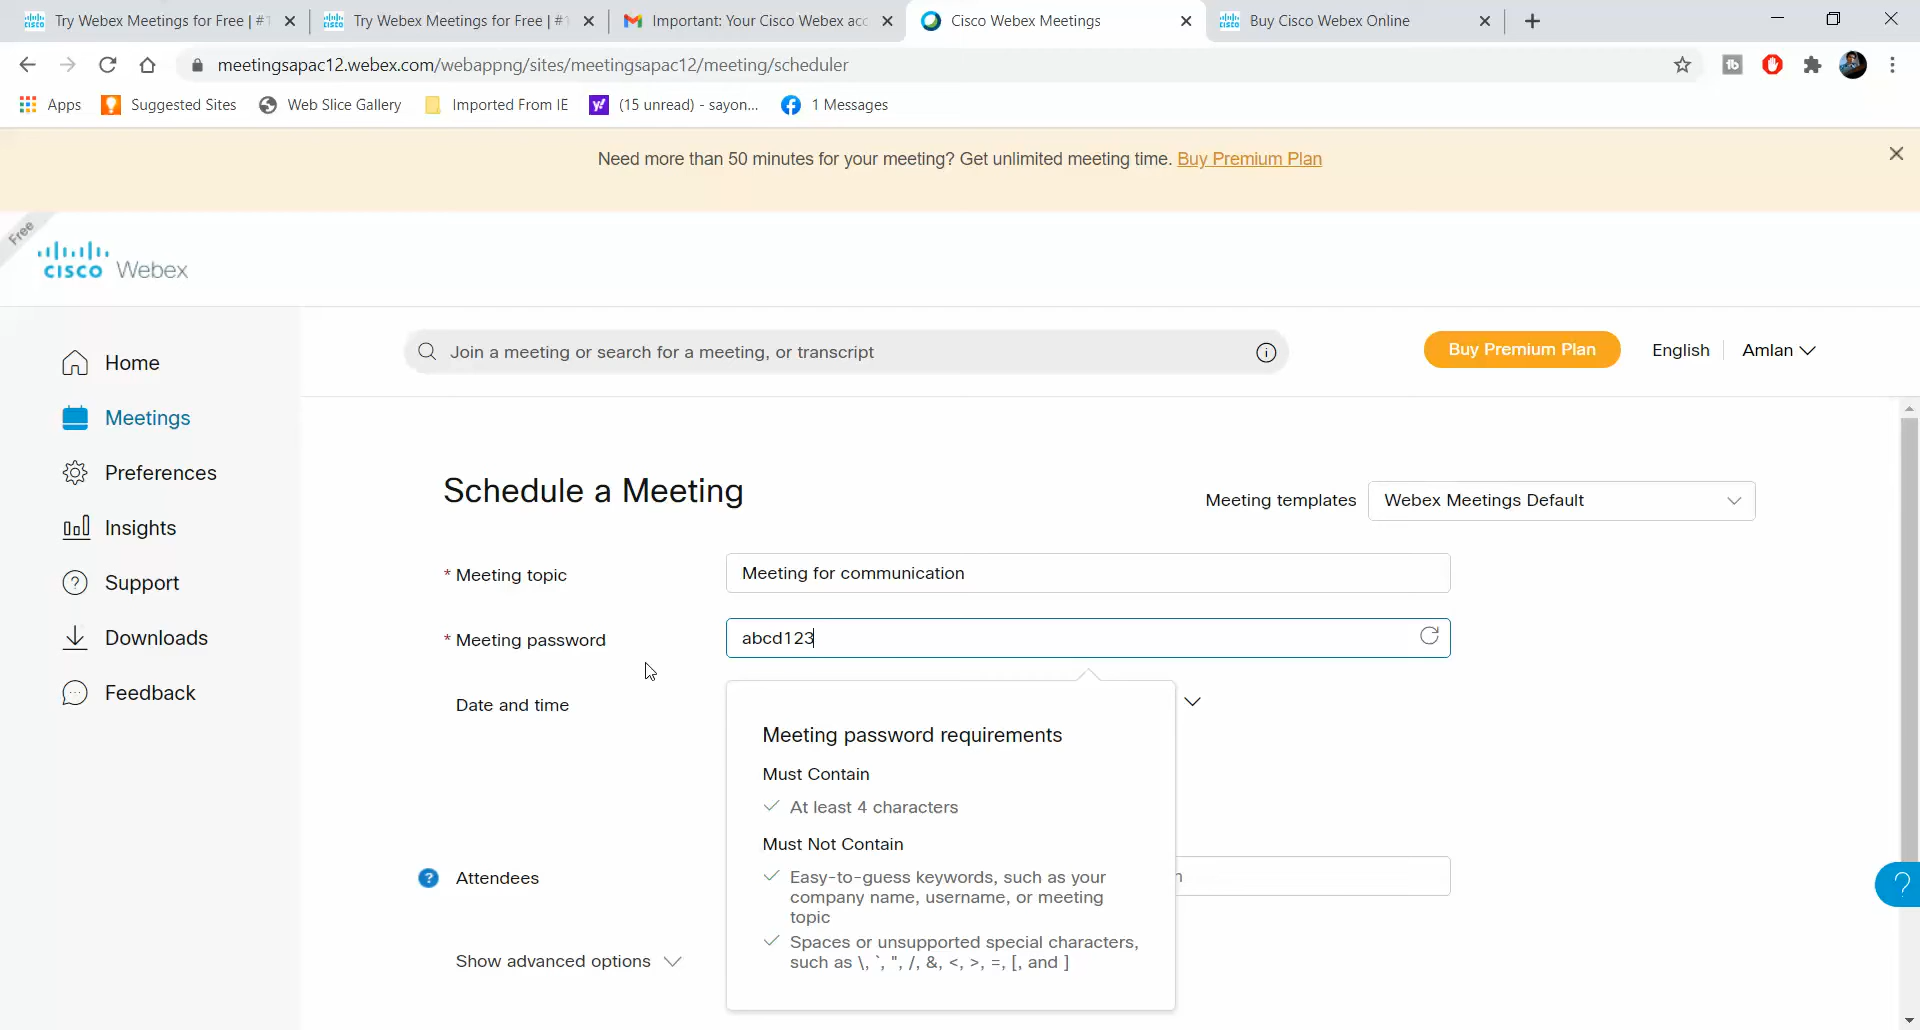 Try Webex Meetings for Free | #1
Try Webex Meetings for Free | #1
Important: Your Cisco Webex acc
Cisco Webex Meetings
Buy Cisco Webex Online
meetingsapac12.webex.com/webappng/sites/meetingsapac12/meeting/scheduler
Apps
Suggested Sites
Web Slice Gallery
Imported From IE
(15 unread) - sayon...
1 Messages
Need more than 50 minutes for your meeting? Get unlimited meeting time. Buy Premium Plan
Free
CISCO Webex
Join a meeting or search for a meeting, or transcript
Buy Premium Plan
English
Amlan
Home
Meetings
Preferences
Insights
Support
Downloads
Feedback
Schedule a Meeting
Meeting templates
Webex Meetings Default
* Meeting topic
Meeting for communication
* Meeting password
abcd123
Date and time
Meeting password requirements
Must Contain
At least 4 characters
Must Not Contain
Easy-to-guess keywords, such as your
company name, username, or meeting
topic
Spaces or unsupported special characters,
such as \, `, ", /, &, <, >, =, [, and ]
Attendees
Show advanced options